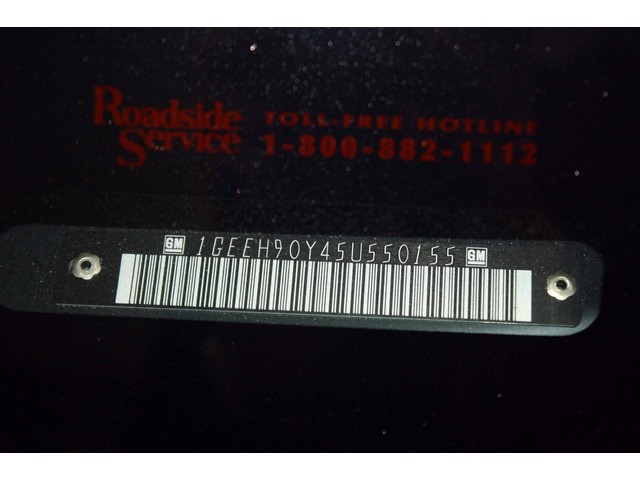 Roadside TOLL-FREE HOTLINE
Service 1-800-882-1112
GM 1GEEH90Y45U550155 GM